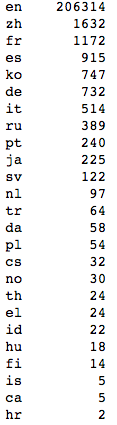 en 206314
zh 1632
fr 1172
es 915
ko 747
de 732
it 514
ru 389
pt 240
ja 225
sv 122
nl 97
tr 64
da 58
pl 54
cs 32
no 30
th 24
el 24
id 22
hu 18
fi 14
is 5
ca 5
hr 2